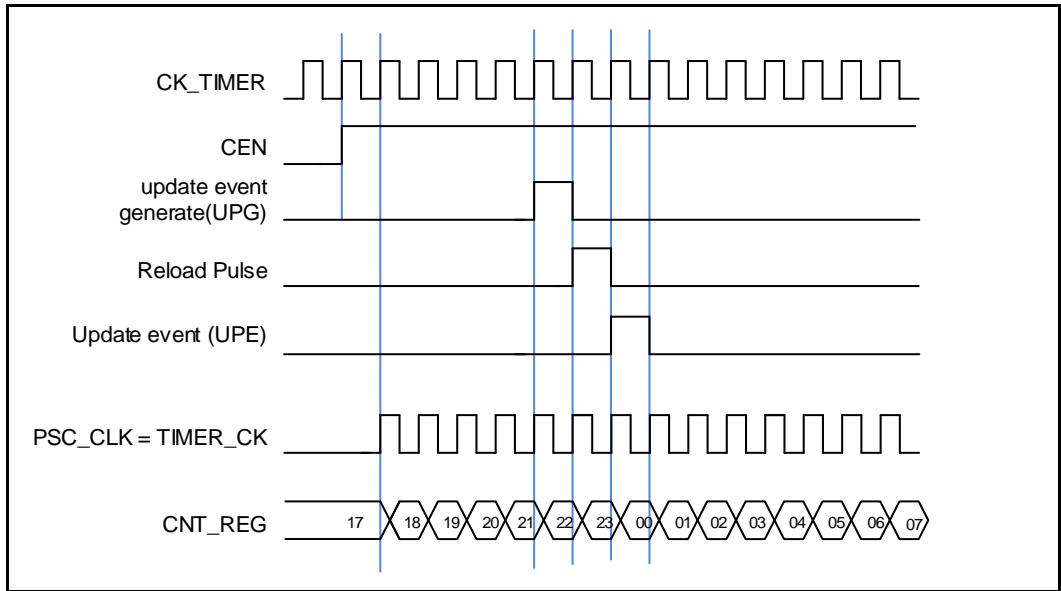 CK_TIMER
CEN
update event
generate(UPG)
Reload Pulse
Update event (UPE)
PSC_CLK = TIMER_CK
CNT_REG 17 18 19 20 21 22 23 00 01 02 03 04 05 06 07